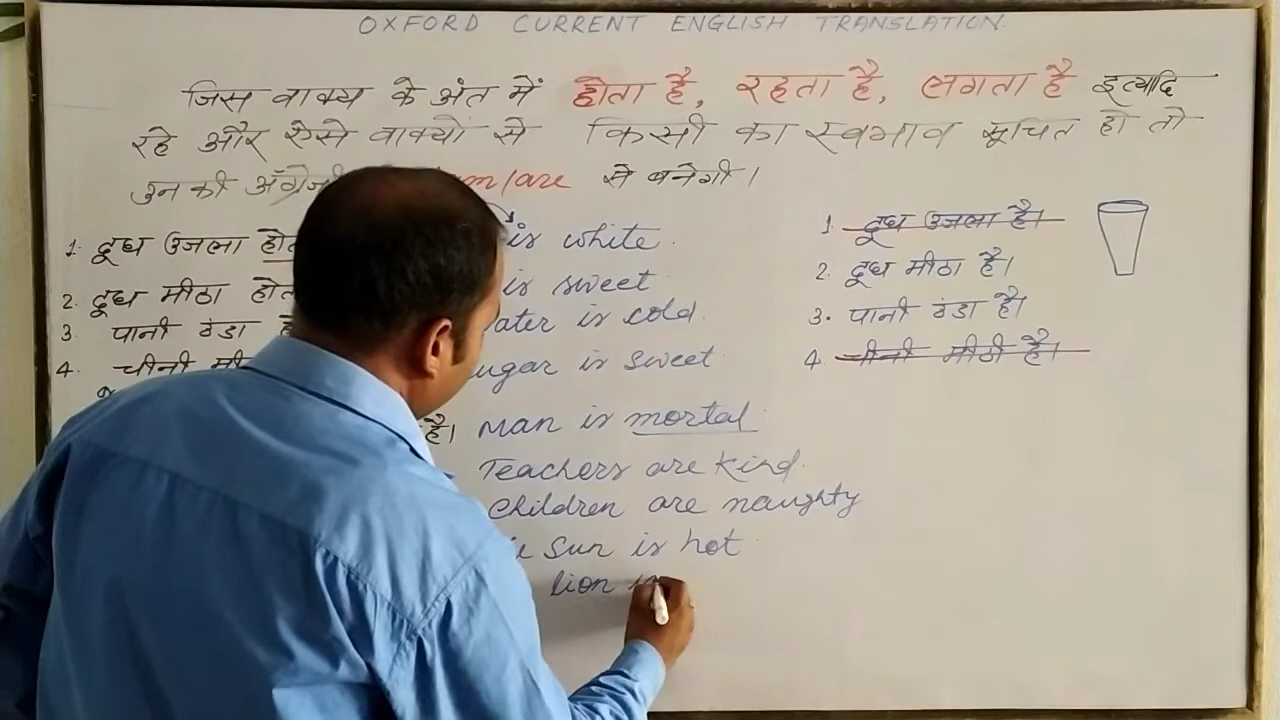 OXFORD CURRENT ENGLISH TRANSLATION.
जिस वाक्य के अंत में होता है, रहता है, लगता है इत्यादि
रहे और ऐसे वाक्यों से किसी का स्वभाव सूचित हो तो
उन की अँग्रेजी am/are से बनेगी।
1. दूध उजला होत is white.
2. दूध मीठा होत is sweet
3 पानी ठंडा ater is cold.
4. चीनी मी ugar is sweet
है। Man is mortal.
Teachers are kind.
Children are naughty
Sun is hot
lion
1. दूध उजला है।
2. दूध मीठा है।
3. पानी ठंडा है।
4. चीनी मीठी है।